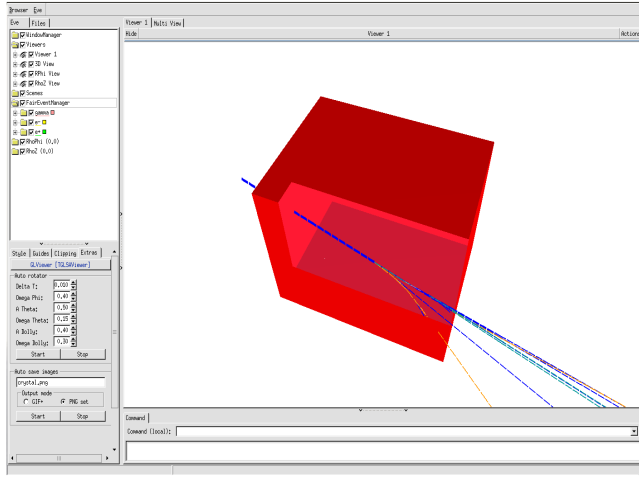 Browser Eve
Eve Files
WindowManager
Viewers
Viewer 1
3D View
RPhi View
RhoZ View
Scenes
FairEventManager
gamma
e-
e+
RhoPhi (0,0)
RhoZ (0,0)
Style Guides Clipping Extras
GLViewer [TGLSAViewer]
Auto rotator
Delta T: 0,010
Omega Phi: 0,40
A Theta: 0,50
Omega Theta: 0,15
A Dolly: 0,40
Omega Dolly: 0,30
Start Stop
Auto save images
crystal.png
Output mode
GIF+ PNG set
Start Stop
Viewer 1 Multi View
Hide Viewer 1 Actions
Command
Command (local):